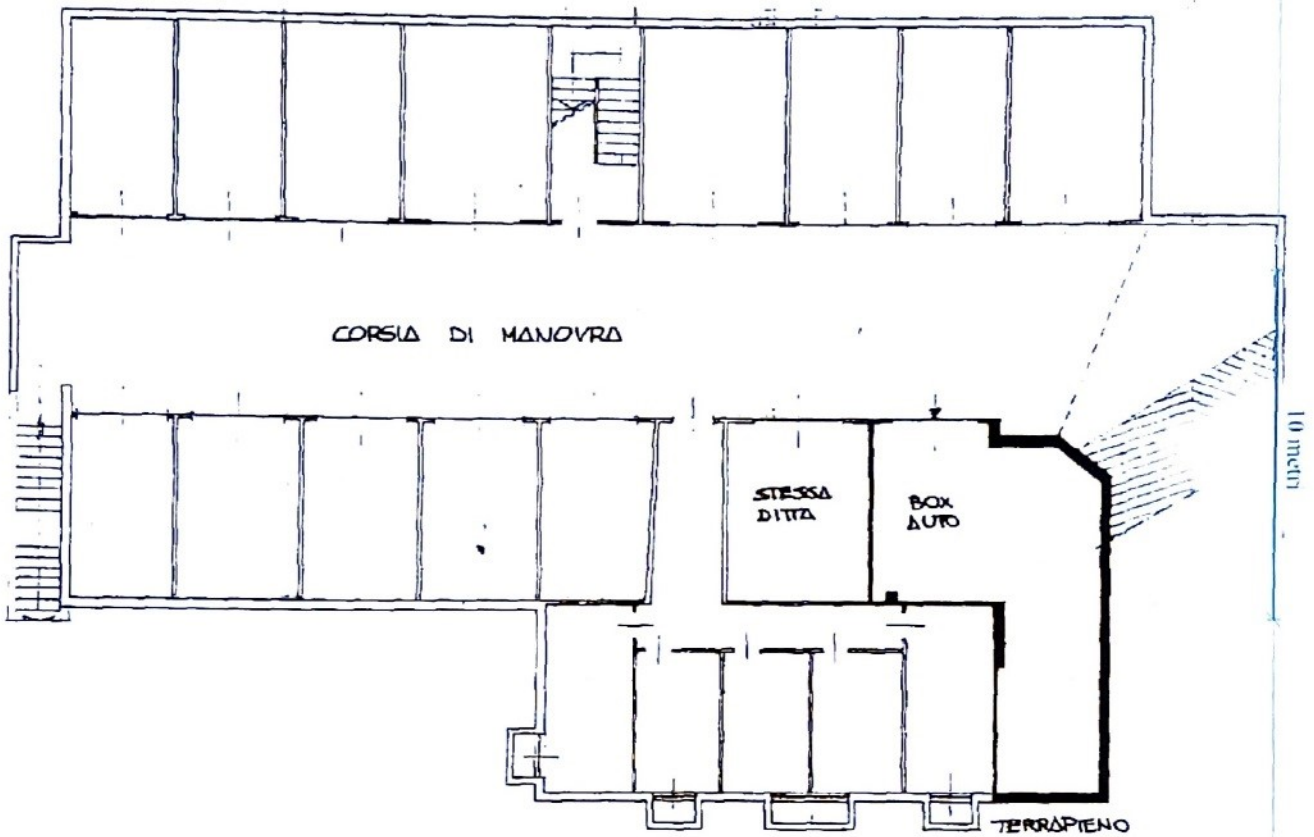 CORSIA DI MANOVRA
10 metri
STESSA
DITTA
BOX
AUTO
TERRAPIENO